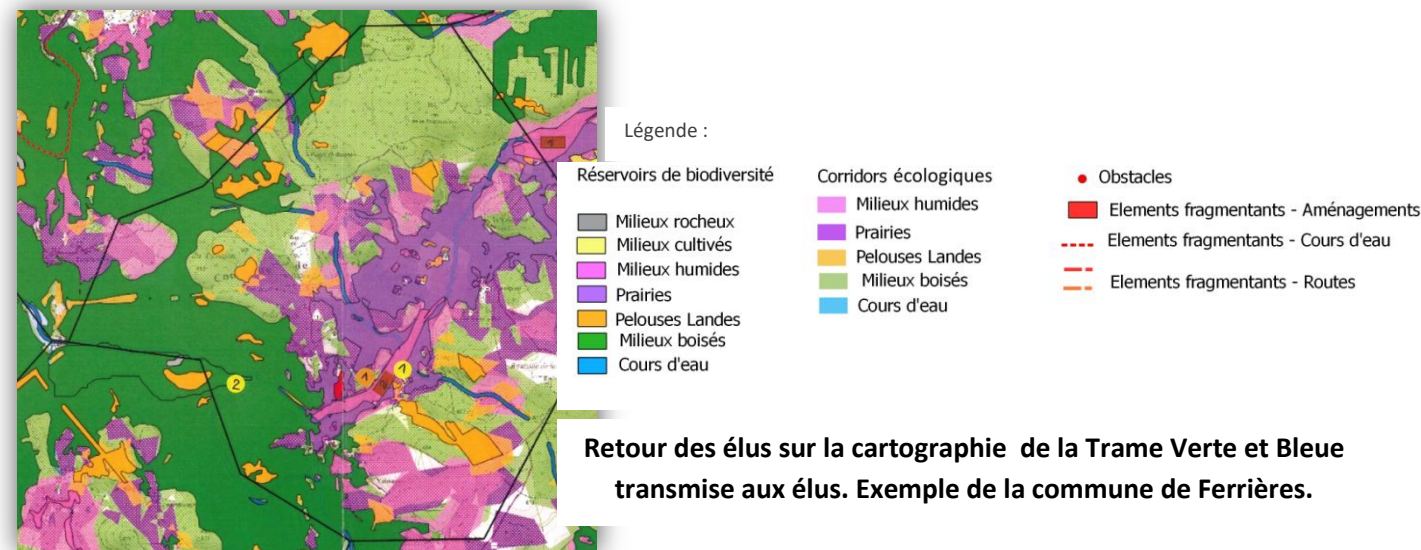 Légende :
Réservoirs de biodiversité
Milieux rocheux
Milieux cultivés
Milieux humides
Prairies
Pelouses Landes
Milieux boisés
Cours d'eau
Corridors écologiques
Milieux humides
Prairies
Pelouses Landes
Milieux boisés
Cours d'eau
Obstacles
Elements fragmentants - Aménagements
Elements fragmentants - Cours d'eau
Elements fragmentants - Routes
2
1
1
Retour des élus sur la cartographie de la Trame Verte et Bleue
transmise aux élus. Exemple de la commune de Ferrières.